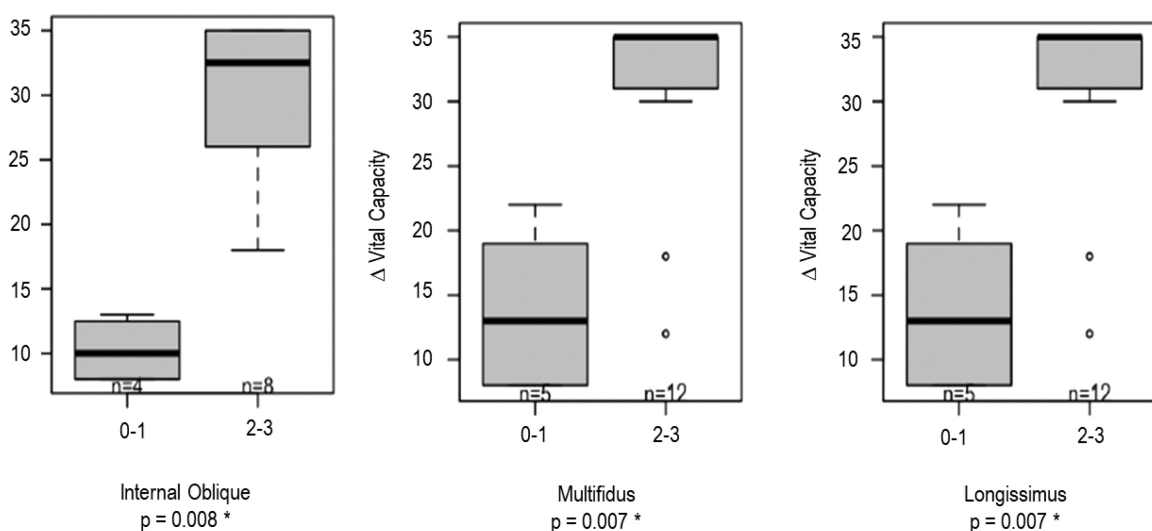 35
30
25
20
15
10
n=4
n=8
0-1
2-3
Internal Oblique
p = 0.008 *
Δ Vital Capacity
35
30
25
20
15
10
n=5
n=12
0-1
2-3
Multifidus
p = 0.007 *
Δ Vital Capacity
35
30
25
20
15
10
n=5
n=12
0-1
2-3
Longissimus
p = 0.007 *